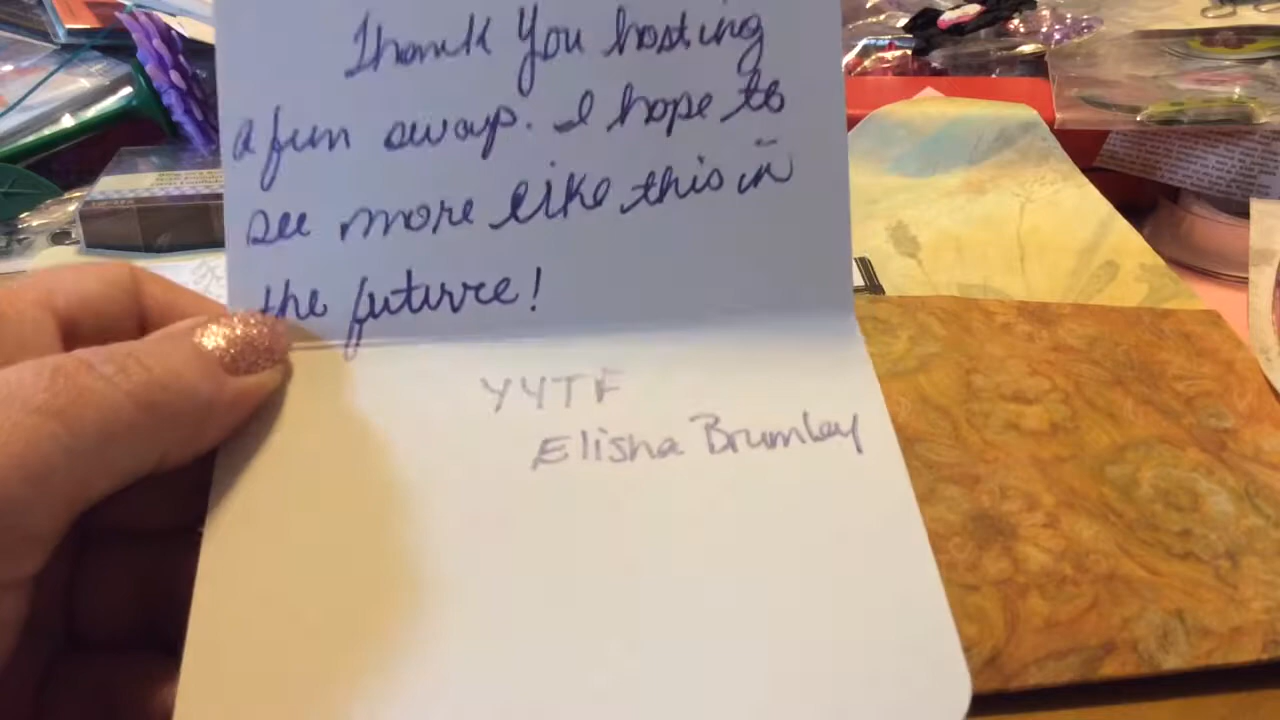 Thank You hosting
a fun swap. I hope to
see more like this in
the future!
YYTF
Elisha Brumley